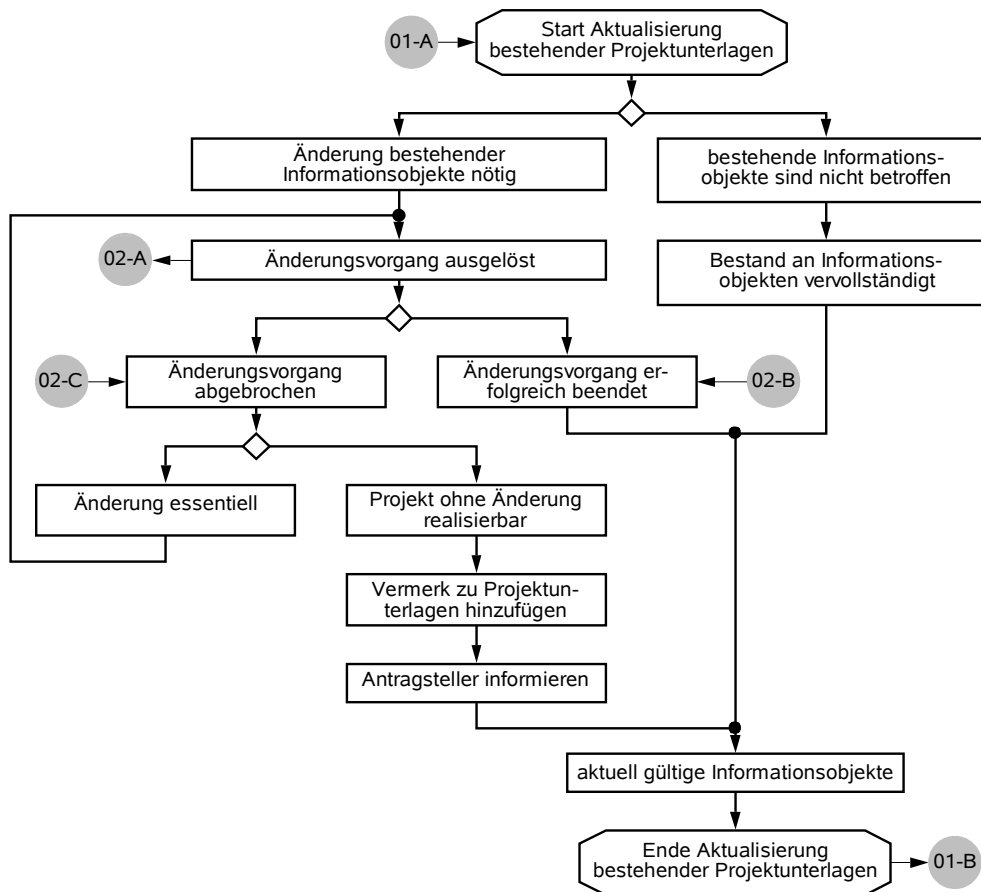 01-A
Start Aktualisierung
bestehender Projektunterlagen
Änderung bestehender
Informationsobjekte nötig
bestehende Informations-
objekte sind nicht betroffen
02-A
Änderungsvorgang ausgelöst
Bestand an Informations-
objekten vervollständigt
02-C
Änderungsvorgang
abgebrochen
Änderungsvorgang er-
folgreich beendet
02-B
Änderung essentiell
Projekt ohne Änderung
realisierbar
Vermerk zu Projektun-
terlagen hinzufügen
Antragsteller informieren
aktuell gültige Informationsobjekte
Ende Aktualisierung
bestehender Projektunterlagen
01-B